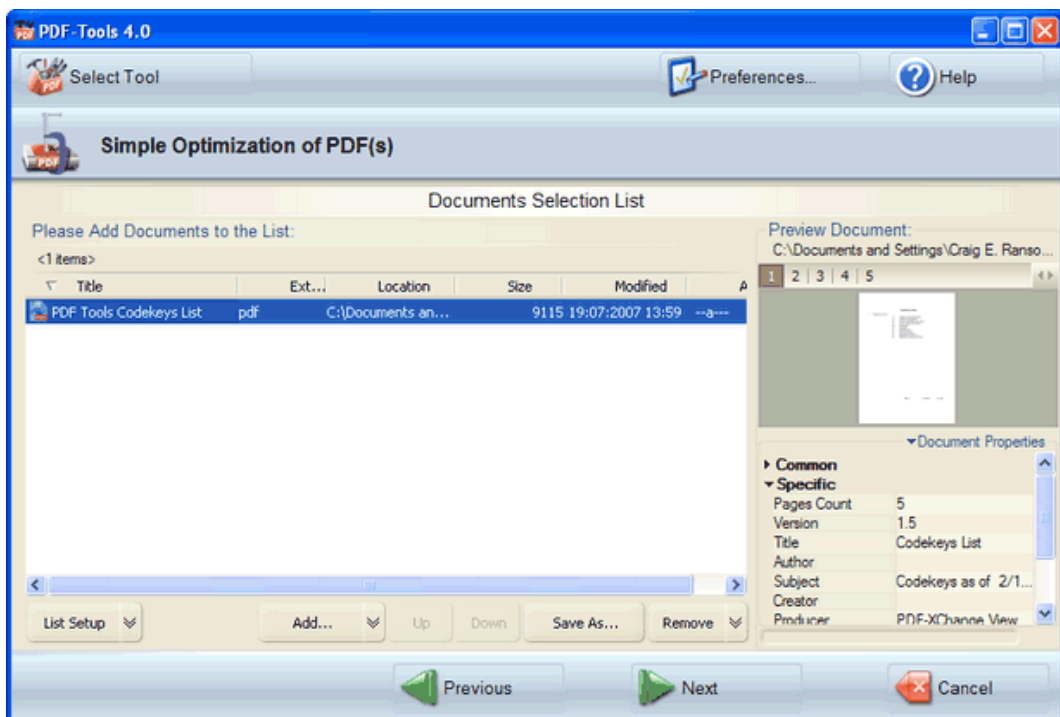 PDF-Tools 4.0
Select Tool Preferences... Help
Simple Optimization of PDF(s)
Documents Selection List
Please Add Documents to the List:
<1 items>
Title Ext... Location Size Modified A
PDF Tools Codekeys List pdf C:\Documents an... 9115 19:07:2007 13:59 --a---
List Setup Add... Up Down Save As... Remove
Preview Document:
C:\Documents and Settings\Craig E. Ranso...
1 2 3 4 5
Document Properties
Common
Specific
Pages Count 5
Version 1.5
Title Codekeys List
Author
Subject Codekeys as of 2/1...
Creator
Producer PDF-XChange View
Previous Next Cancel